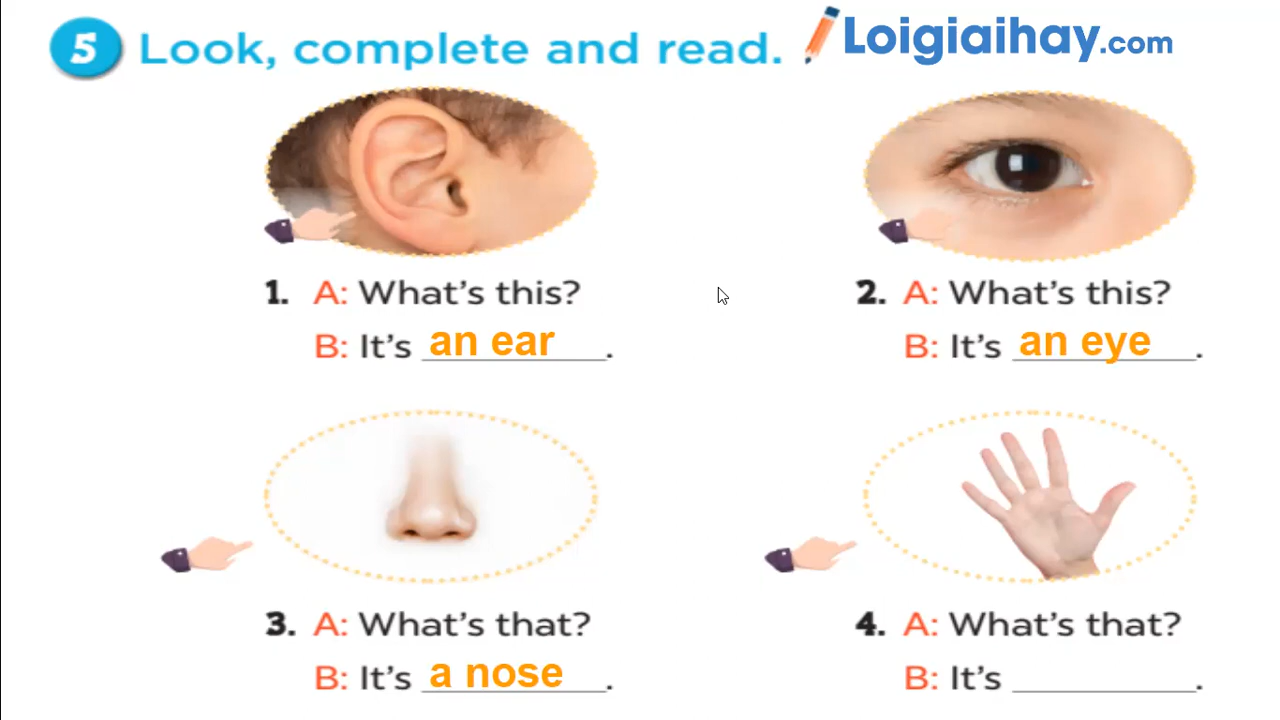 5 Look, complete and read.
Loigiaihay.com
1. A: What's this?
B: It's an ear.
2. A: What's this?
B: It's an eye.
3. A: What's that?
B: It's a nose.
4. A: What's that?
B: It's ________.